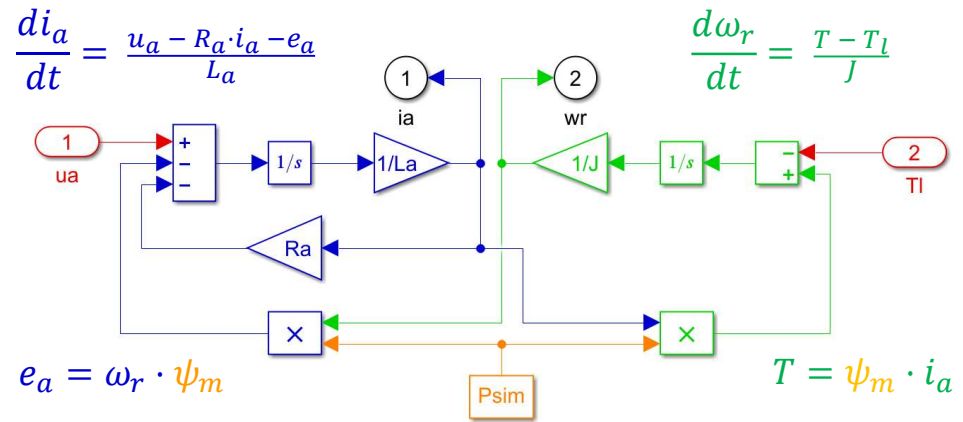 di_a/dt = (u_a − R_a·i_a − e_a)/L_a
dω_r/dt = (T − T_l)/J
1
ia
2
wr
1
ua
+
−
−
1/s
1/La
1/J
1/s
−
+
2
Tl
Ra
×
×
e_a = ω_r · ψ_m
Psim
T = ψ_m · i_a